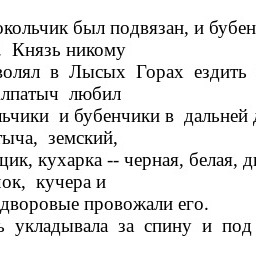 окольчик был подвязан, и бубен
. Князь никому
волял в Лысых Горах ездить
лпатыч любил
ьчики и бубенчики в дальней д
тыча, земский,
щик, кухарка -- черная, белая, д
ок, кучера и
дворовые провожали его.
ь укладывала за спину и под